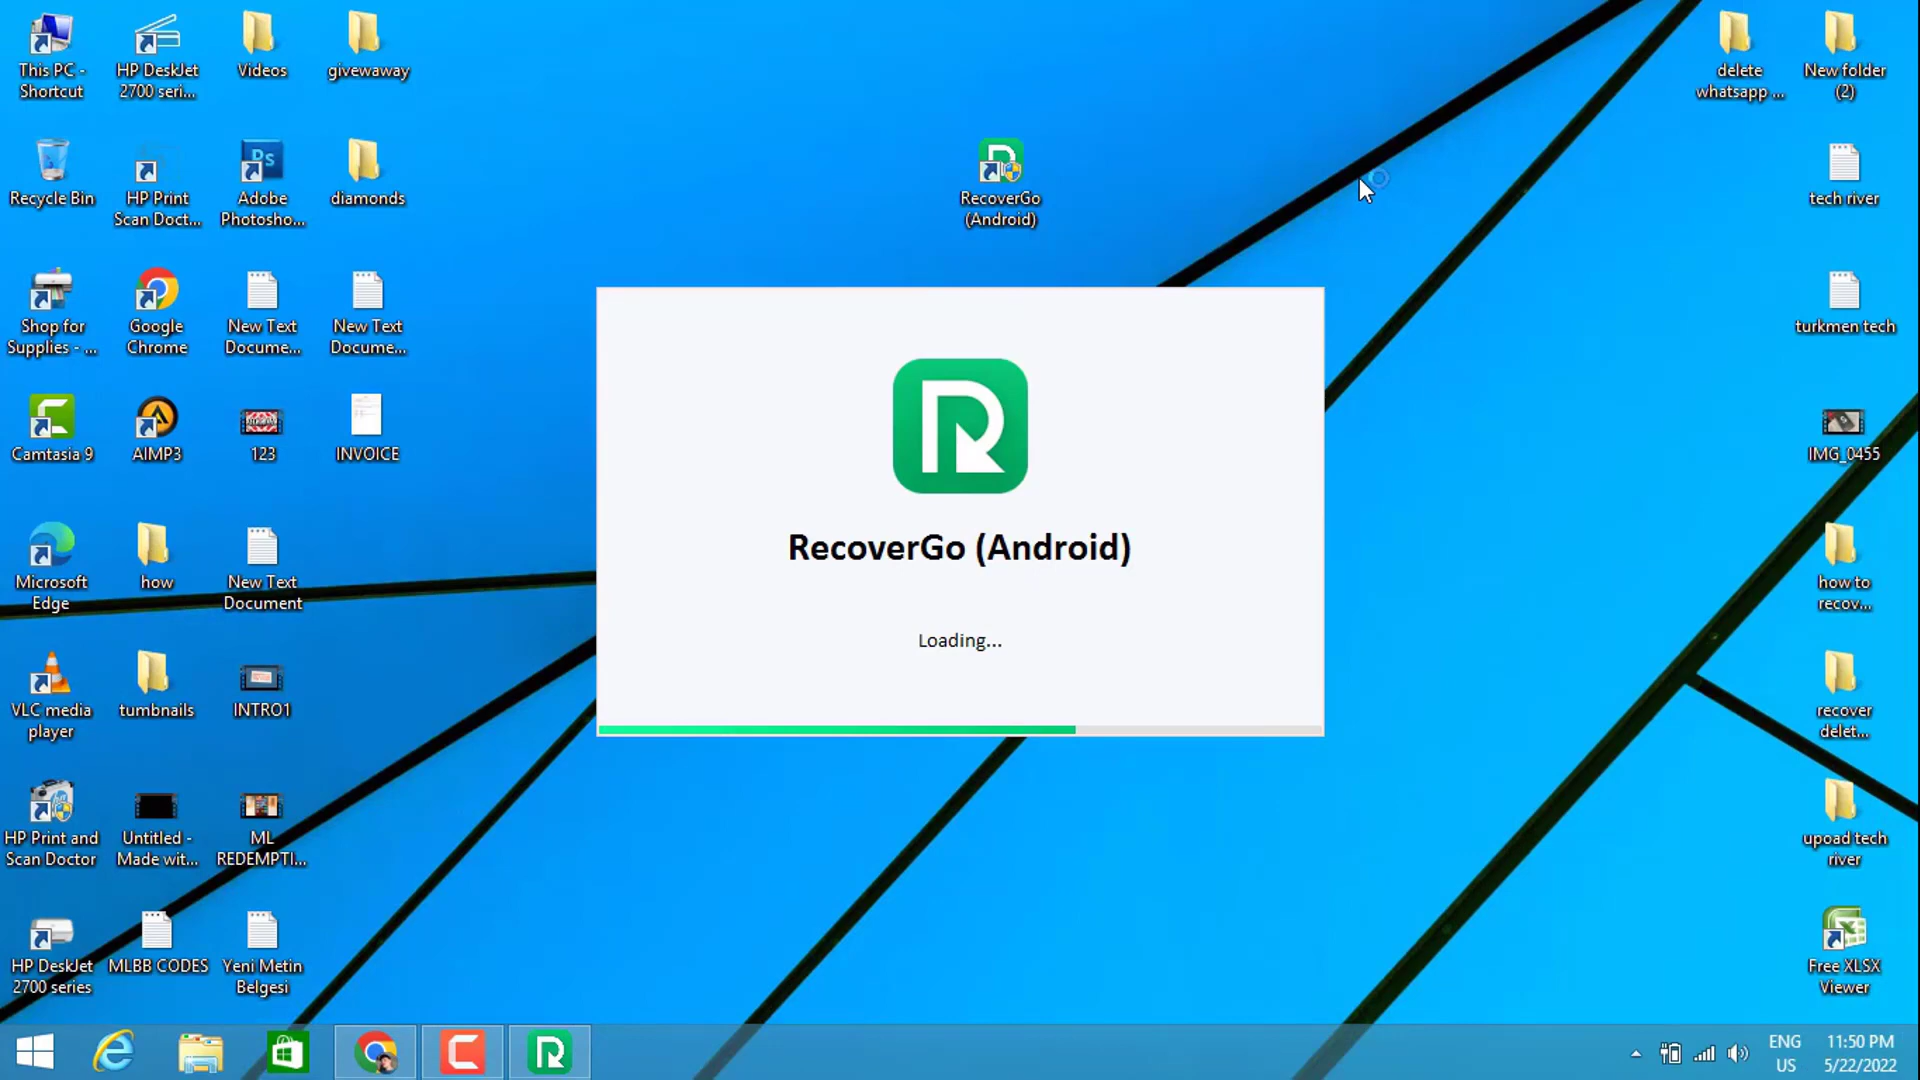 This PC -
Shortcut
HP DeskJet
2700 seri...
Videos
givewaway
delete
whatsapp ...
New folder
(2)
Recycle Bin
HP Print
Scan Doct...
Ps
Adobe
Photosho...
diamonds
RecoverGo
(Android)
tech river
Shop for
Supplies - ...
Google
Chrome
New Text
Docume...
New Text
Docume...
turkmen tech
Camtasia 9
AIMP3
123
INVOICE
IMG_0455
RecoverGo (Android)
Loading...
Microsoft
Edge
how
New Text
Document
how to
recov...
VLC media
player
tumbnails
INTRO1
recover
delet...
HP Print and
Scan Doctor
Untitled -
Made wit...
ML
REDEMPTI...
upoad tech
river
HP DeskJet
2700 series
MLBB CODES
Yeni Metin
Belgesi
Free XLSX
Viewer
ENG
US
11:50 PM
5/22/2022